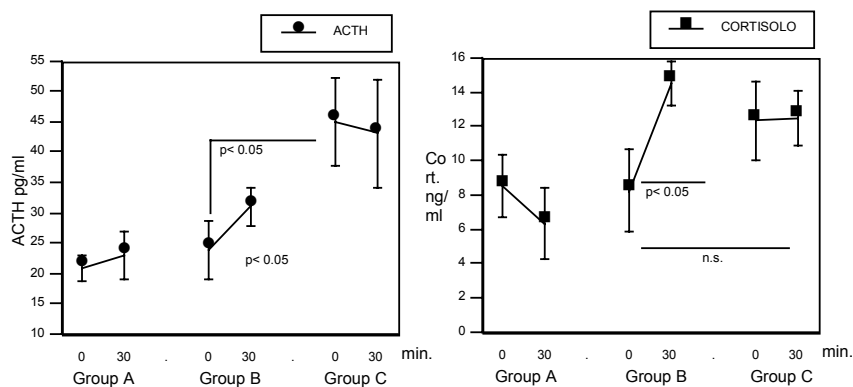 ACTH
55
50
45
40
35
30
25
20
15
10
ACTH pg/ml
p< 0.05
p< 0.05
0 30 . 0 30 . 0 30 min.
Group A Group B Group C
CORTISOLO
16
14
12
10
8
6
4
2
0
Co
rt.
ng/
ml
p< 0.05
n.s.
0 30 . 0 30 . 0 30 min.
Group A Group B Group C